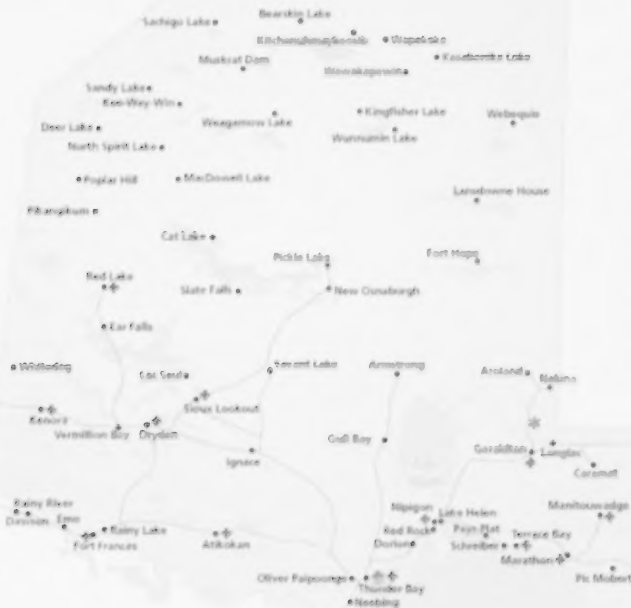 Bearskin Lake
Sachigo Lake
Kitchenuhmaykoosib
Wapekeka
Kasabonika Lake
Muskrat Dam
Wawakapewin
Sandy Lake
Kee-Way-Win
Weagamow Lake
Kingfisher Lake
Webequie
Deer Lake
Wunnumin Lake
North Spirit Lake
Poplar Hill
MacDowell Lake
Lansdowne House
Pikangikum
Cat Lake
Pickle Lake
Fort Hope
Red Lake
Slate Falls
New Osnaburgh
Ear Falls
Whitedog
Lac Seul
Savant Lake
Armstrong
Aroland
Nakina
Sioux Lookout
Kenora
Vermilion Bay
Dryden
Gull Bay
Geraldton
Longlac
Ignace
Caramat
Rainy River
Nipigon
Lake Helen
Manitouwadge
Dawson
Emo
Rainy Lake
Red Rock
Pays Plat
Terrace Bay
Fort Frances
Atikokan
Dorion
Schreiber
Marathon
Oliver Paipoonge
Thunder Bay
Pic Mobert
Neebing